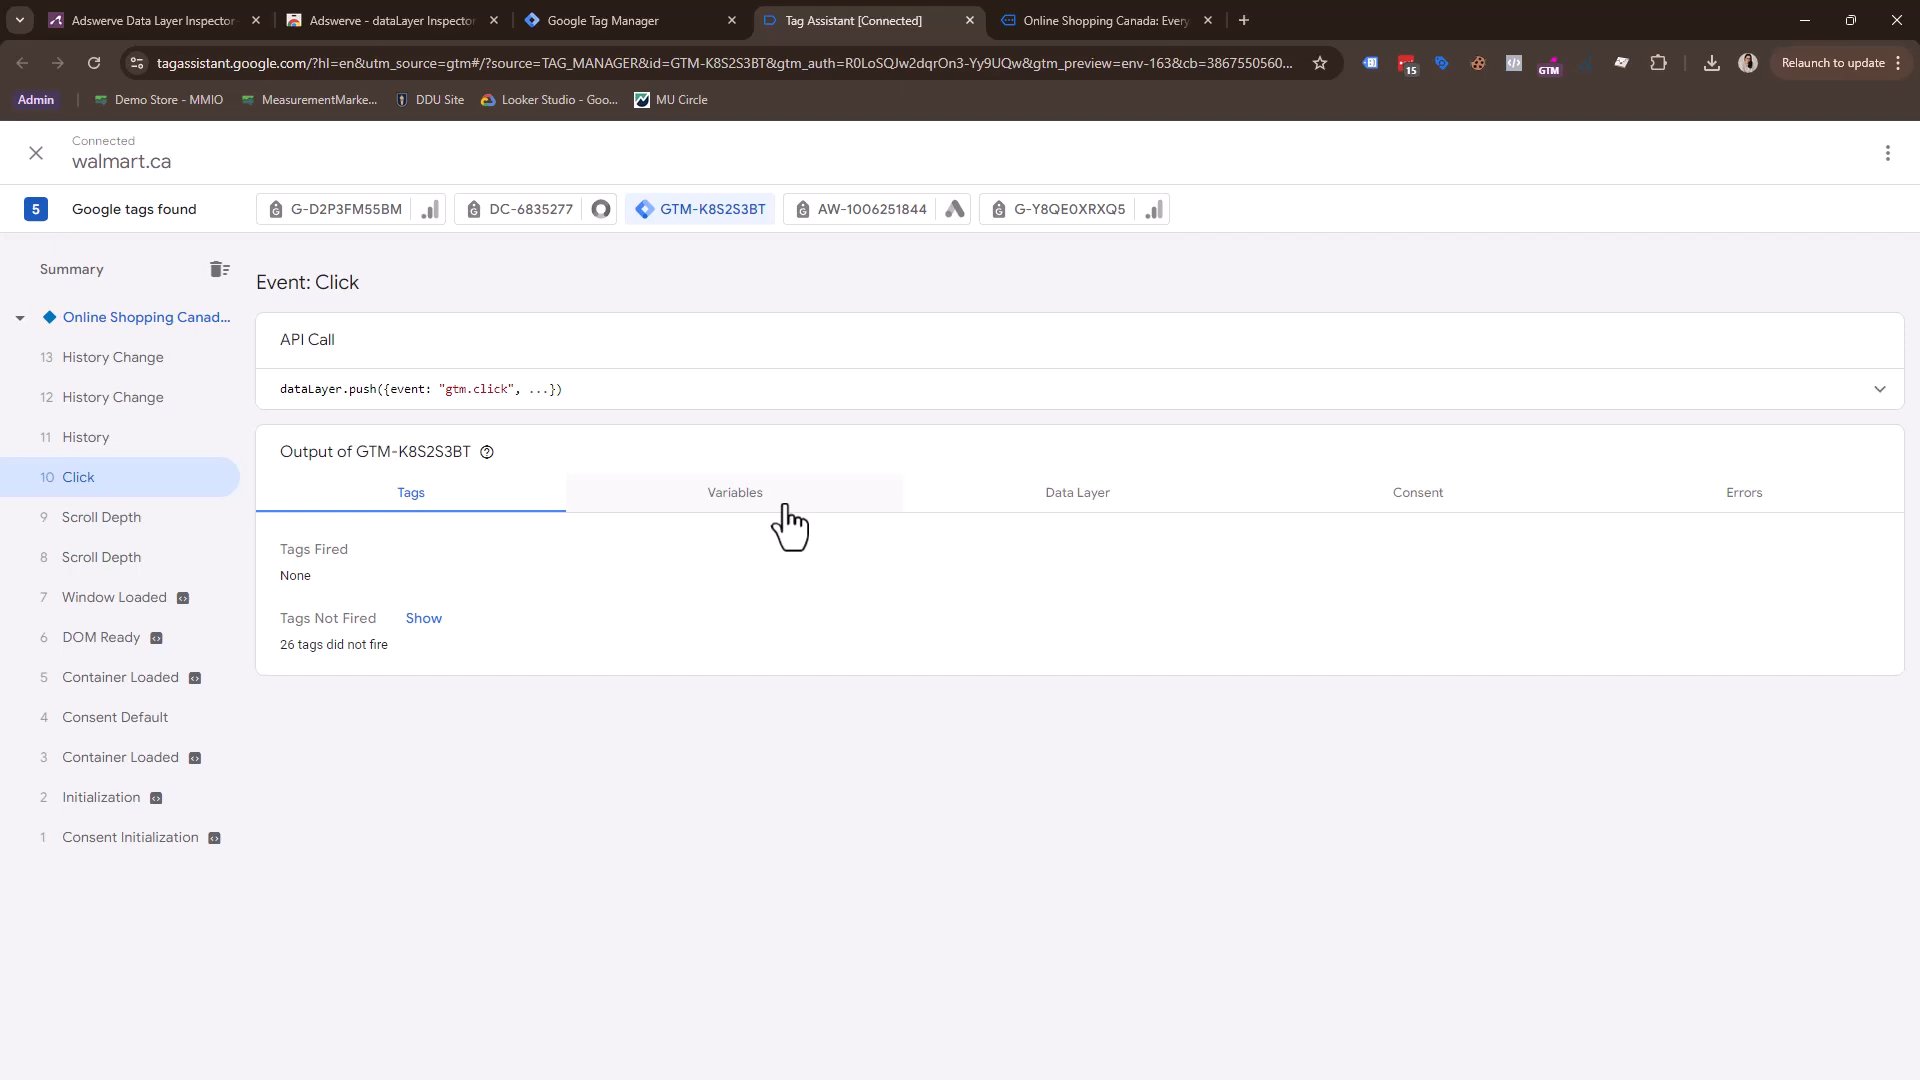 Adswerve Data Layer Inspector
Adswerve - dataLayer Inspector
Google Tag Manager
Tag Assistant [Connected]
Online Shopping Canada: Every
tagassistant.google.com/?hl=en&utm_source=gtm#/?source=TAG_MANAGER&id=GTM-K8S2S3BT&gtm_auth=R0LoSQJw2dqrOn3-Yy9UQw&gtm_preview=env-163&cb=3867550560...
15
GTM
Relaunch to update
Admin
Demo Store - MMIO
MeasurementMarke...
DDU Site
Looker Studio - Goo...
MU Circle
Connected
walmart.ca
5
Google tags found
G-D2P3FM55BM
DC-6835277
GTM-K8S2S3BT
AW-1006251844
G-Y8QE0XRXQ5
Summary
Online Shopping Canad...
13 History Change
12 History Change
11 History
10 Click
9 Scroll Depth
8 Scroll Depth
7 Window Loaded
6 DOM Ready
5 Container Loaded
4 Consent Default
3 Container Loaded
2 Initialization
1 Consent Initialization
Event: Click
API Call
dataLayer.push({event: "gtm.click", ...})
Output of GTM-K8S2S3BT
Tags
Variables
Data Layer
Consent
Errors
Tags Fired
None
Tags Not Fired Show
26 tags did not fire